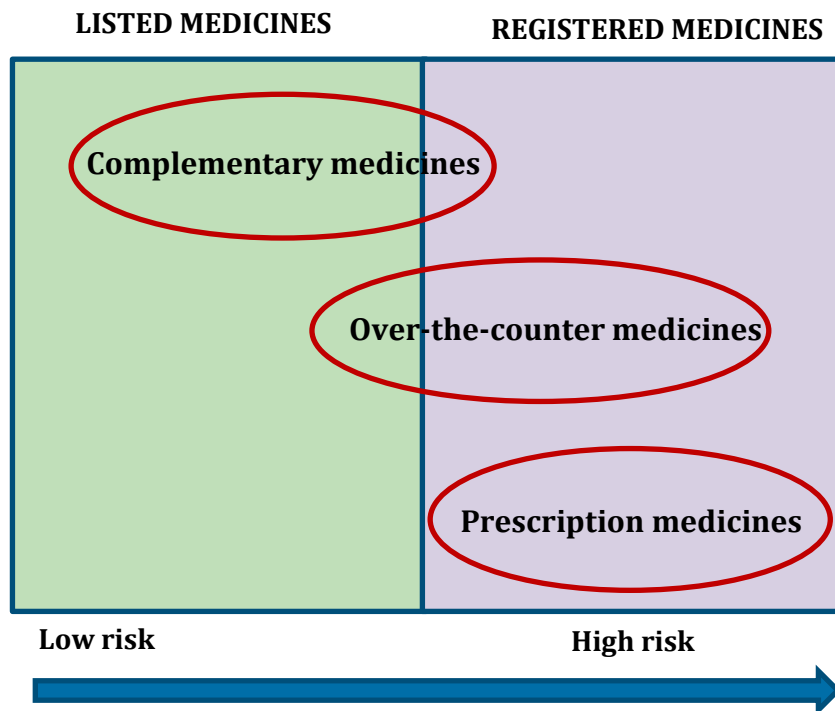 LISTED MEDICINES
REGISTERED MEDICINES
Complementary medicines
Over-the-counter medicines
Prescription medicines
Low risk
High risk